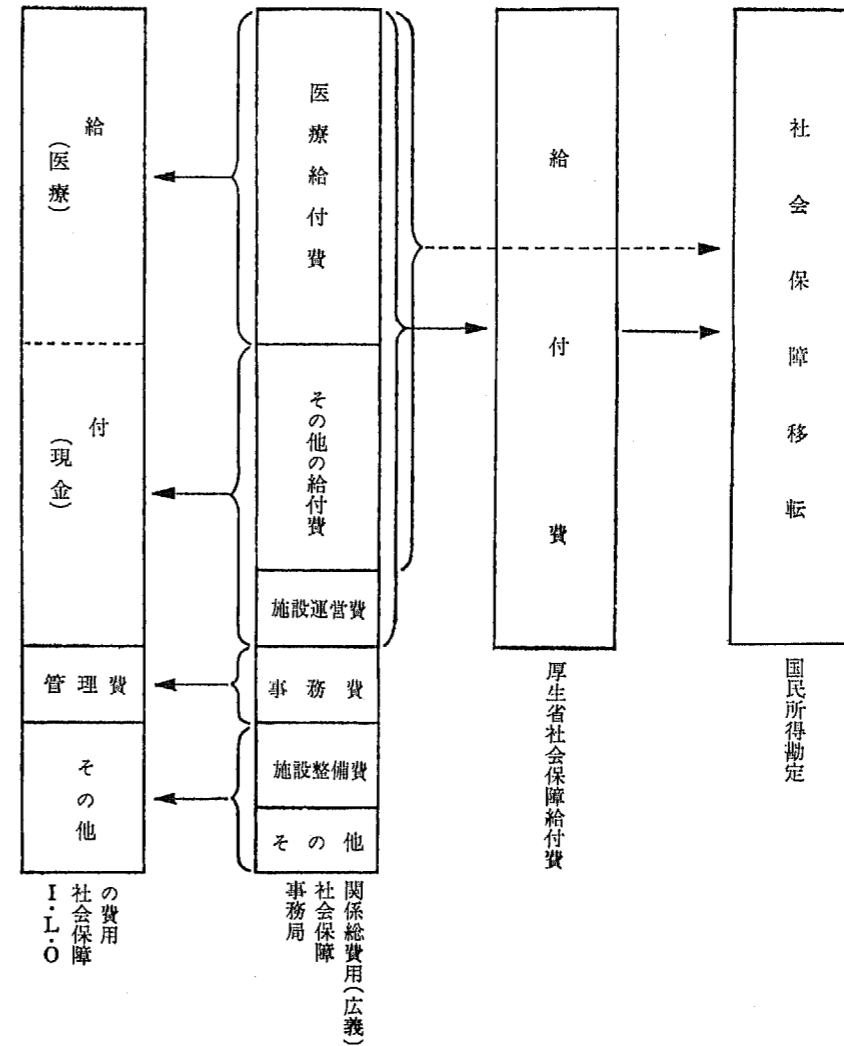 給付
(医療)
(現金)
管理費
その他
I・L・O
社会保障
の費用
医療給付費
その他の給付費
施設運営費
事務費
施設整備費
その他
事務局
社会保障
関係総費用(広義)
給付費
厚生省社会保障給付費
社会保障移転
国民所得勘定